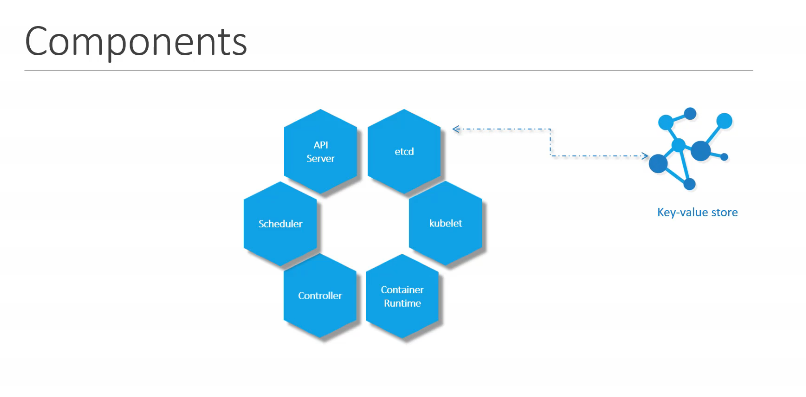 Components
API
Server
etcd
Scheduler
kubelet
Controller
Container
Runtime
Key-value store